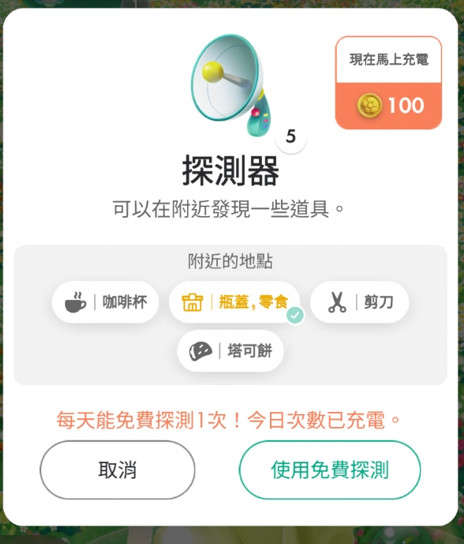 現在馬上充電
100
5
探測器
可以在附近發現一些道具。
附近的地點
咖啡杯
瓶蓋,零食
剪刀
塔可餅
每天能免費探測1次！今日次數已充電。
取消
使用免費探測